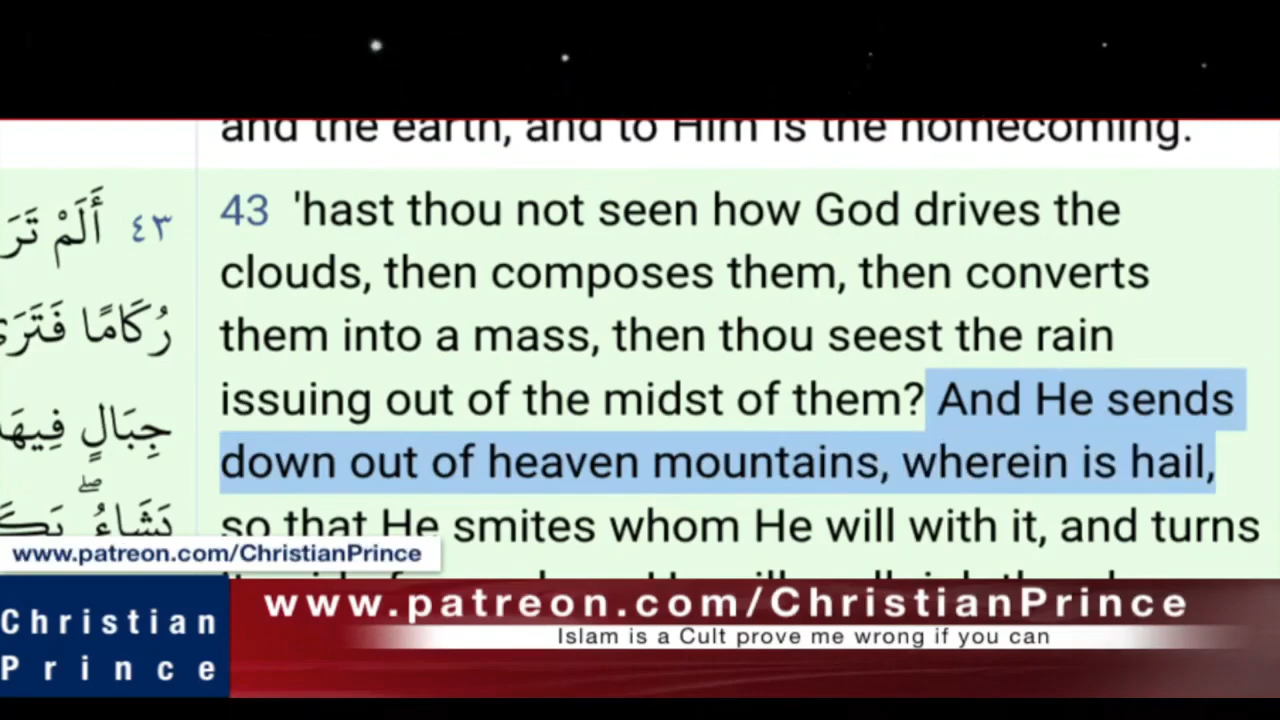 and the earth, and to Him is the homecoming.
٤٣ أَلَمْ تَرَ
43 'hast thou not seen how God drives the
clouds, then composes them, then converts
رُكَامًا فَتَرَى
them into a mass, then thou seest the rain
issuing out of the midst of them? And He sends
جِبَالٍ فِيهَا
down out of heaven mountains, wherein is hail,
يَشَاءُ ۖ
so that He smites whom He will with it, and turns
www.patreon.com/ChristianPrince
www.patreon.com/ChristianPrince
Christian
Prince
Islam is a Cult prove me wrong if you can